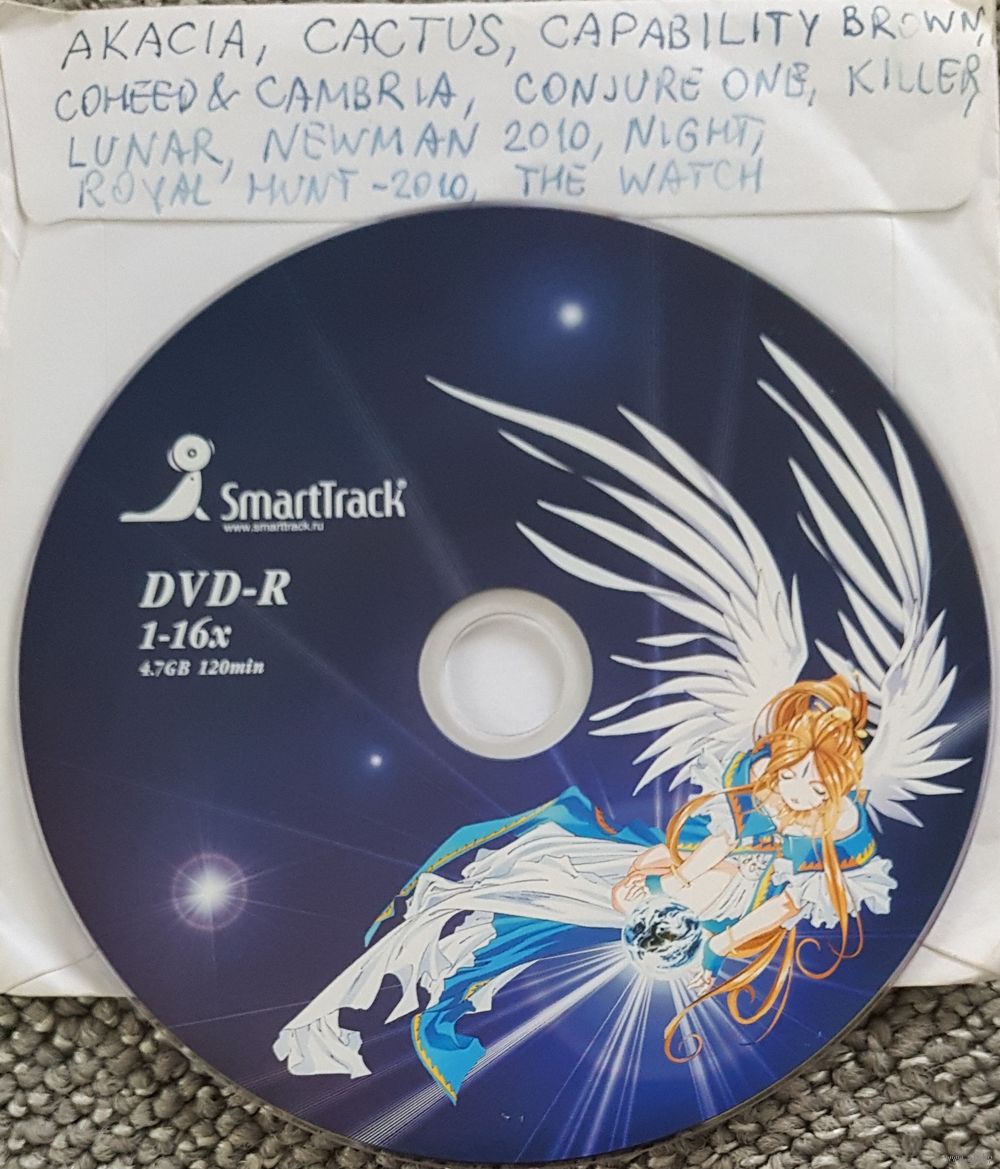 AKACIA, CACTUS, CAPABILITY BROWN,
COHEED & CAMBRIA, CONJURE ONE, KILLER,
LUNAR, NEWMAN 2010, NIGHT,
ROYAL HUNT - 2010, THE WATCH
SmartTrack
www.smarttrack.ru
DVD-R
1-16x
4.7GB 120min